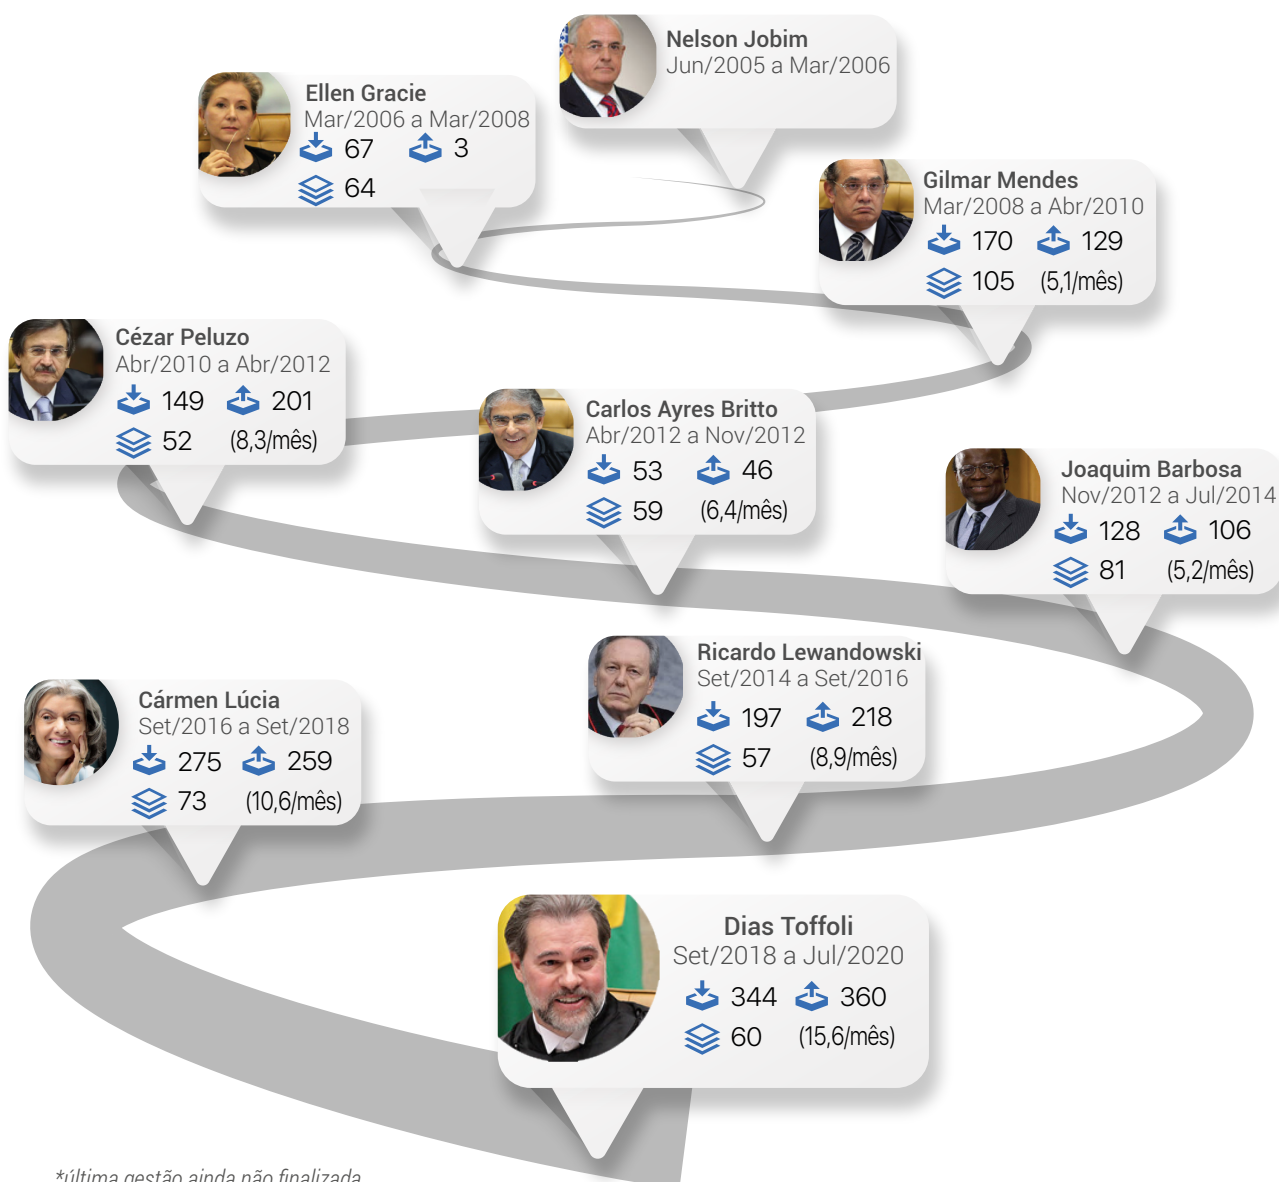 Nelson Jobim
Jun/2005 a Mar/2006
Ellen Gracie
Mar/2006 a Mar/2008
67 3
64
Gilmar Mendes
Mar/2008 a Abr/2010
170 129
105 (5,1/mês)
Cézar Peluzo
Abr/2010 a Abr/2012
149 201
52 (8,3/mês)
Carlos Ayres Britto
Abr/2012 a Nov/2012
53 46
59 (6,4/mês)
Joaquim Barbosa
Nov/2012 a Jul/2014
128 106
81 (5,2/mês)
Ricardo Lewandowski
Set/2014 a Set/2016
197 218
57 (8,9/mês)
Cármen Lúcia
Set/2016 a Set/2018
275 259
73 (10,6/mês)
Dias Toffoli
Set/2018 a Jul/2020
344 360
60 (15,6/mês)
*última gestão ainda não finalizada